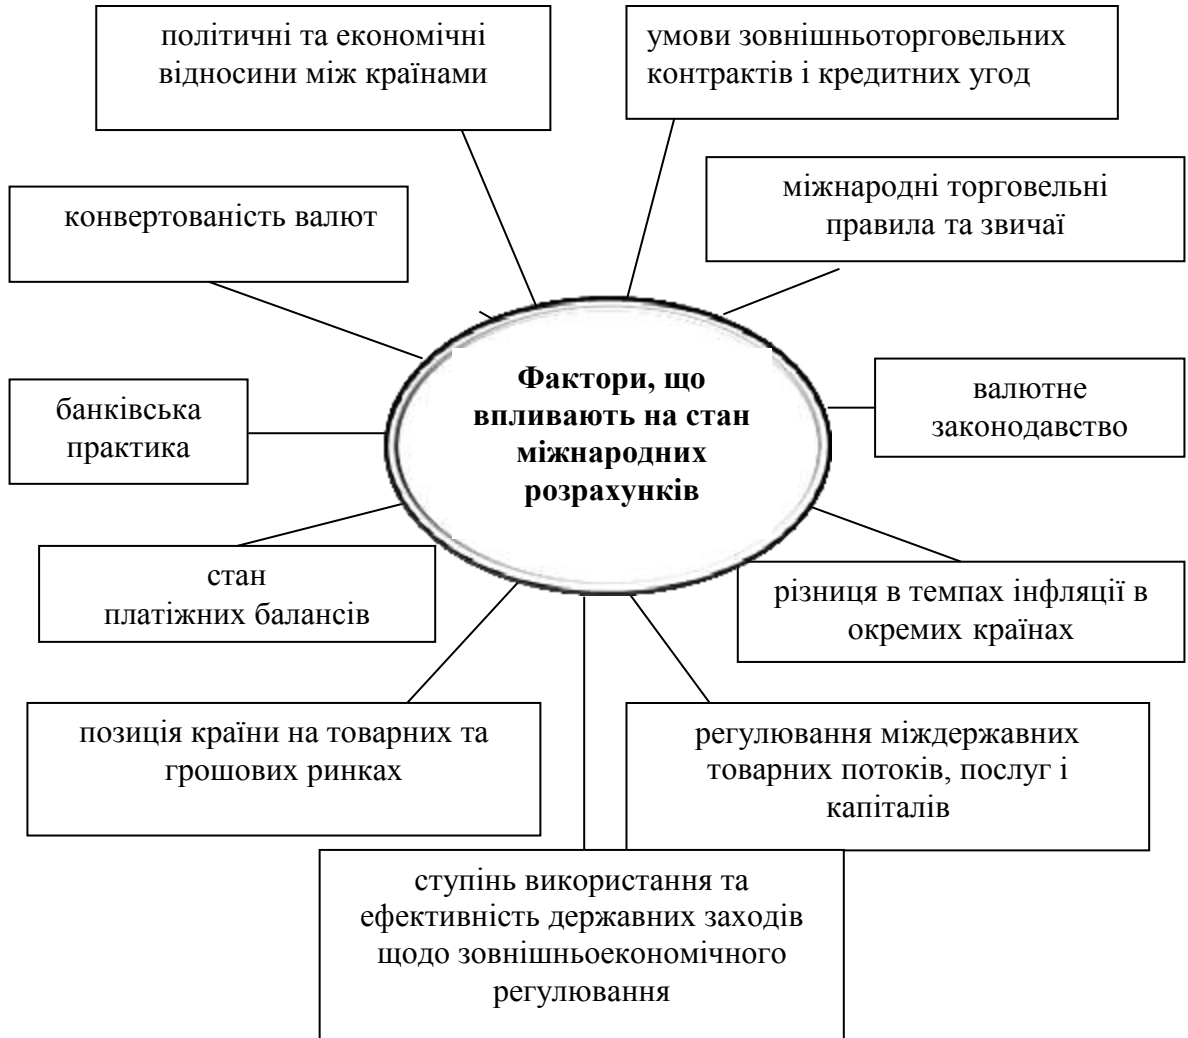 політичні та економічні
відносини між країнами
умови зовнішньоторговельних
контрактів і кредитних угод
конвертованість валют
міжнародні торговельні
правила та звичаї
Фактори, що
впливають на стан
міжнародних
розрахунків
банківська
практика
валютне
законодавство
стан
платіжних балансів
різниця в темпах інфляції в
окремих країнах
позиція країни на товарних та
грошових ринках
регулювання міждержавних
товарних потоків, послуг і
капіталів
ступінь використання та
ефективність державних заходів
щодо зовнішньоекономічного
регулювання